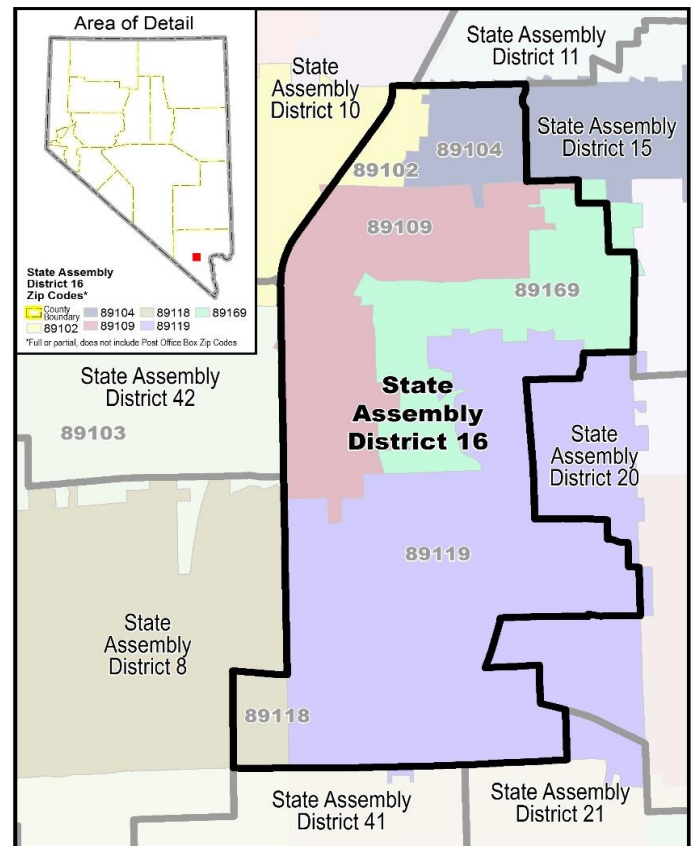 Area of Detail
State Assembly
District 16
Zip Codes*
County
Boundary
89102
89104
89109
89118
89119
89169
*Full or partial, does not include Post Office Box Zip Codes
State Assembly
District 11
State
Assembly
District 10
State Assembly
District 15
89104
89102
89109
89169
State Assembly
District 42
89103
State
Assembly
District 16
State
Assembly
District 20
89119
State
Assembly
District 8
89118
State Assembly
District 41
State Assembly
District 21